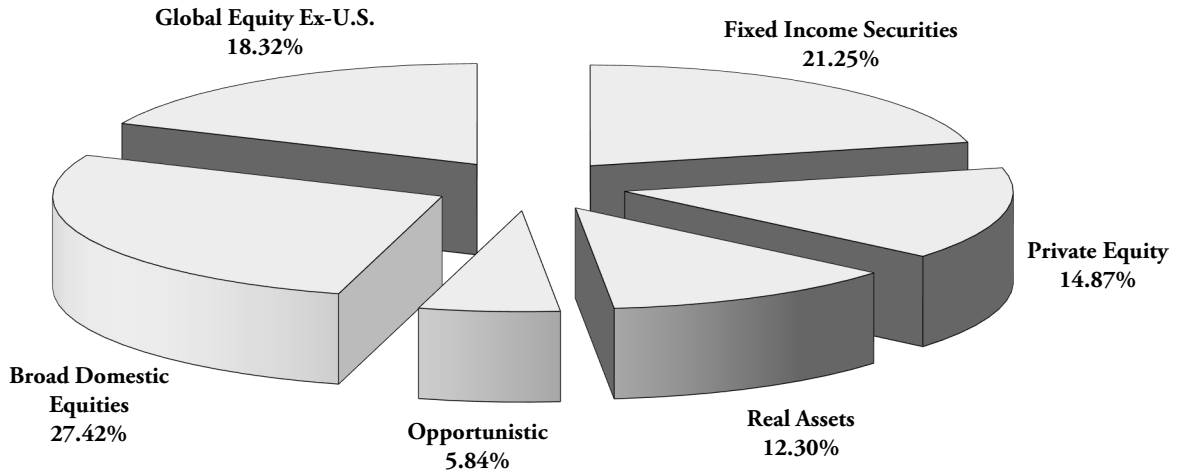 Global Equity Ex-U.S.
18.32%
Fixed Income Securities
21.25%
Private Equity
14.87%
Broad Domestic
Equities
27.42%
Opportunistic
5.84%
Real Assets
12.30%